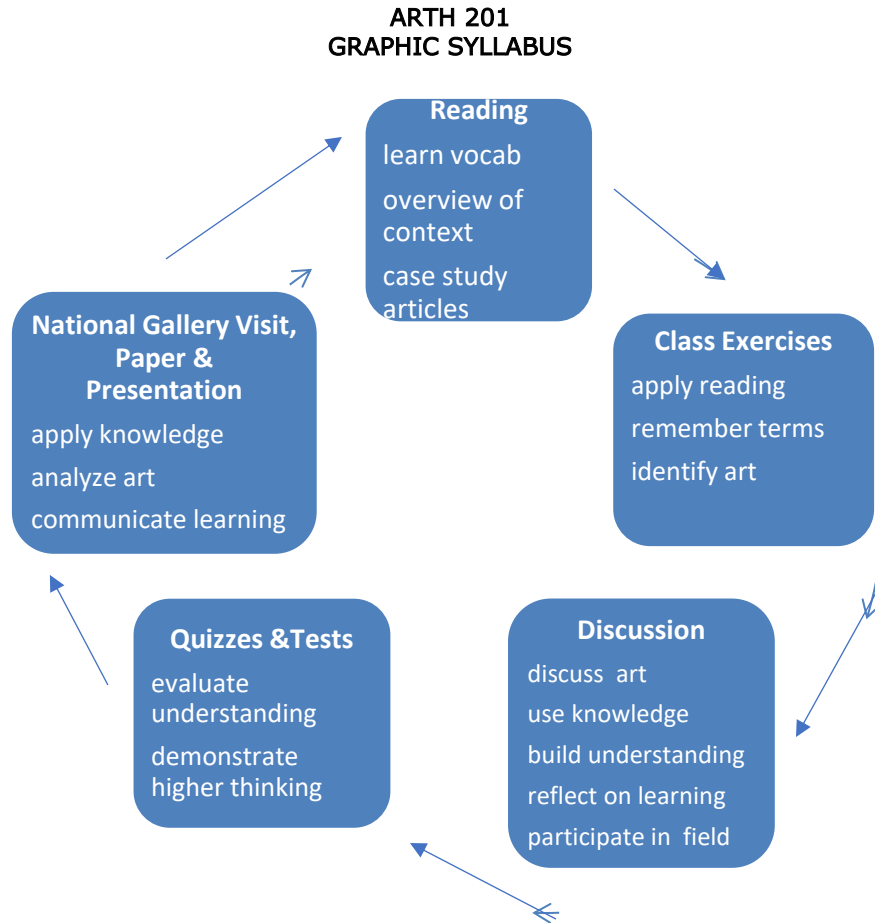 ARTH 201
GRAPHIC SYLLABUS
Reading
learn vocab
overview of
context
case study
articles
Class Exercises
apply reading
remember terms
identify art
Discussion
discuss  art
use knowledge
build understanding
reflect on learning
participate in  field
Quizzes &Tests
evaluate
understanding
demonstrate
higher thinking
National Gallery Visit,
Paper &
Presentation
apply knowledge
analyze art
communicate learning